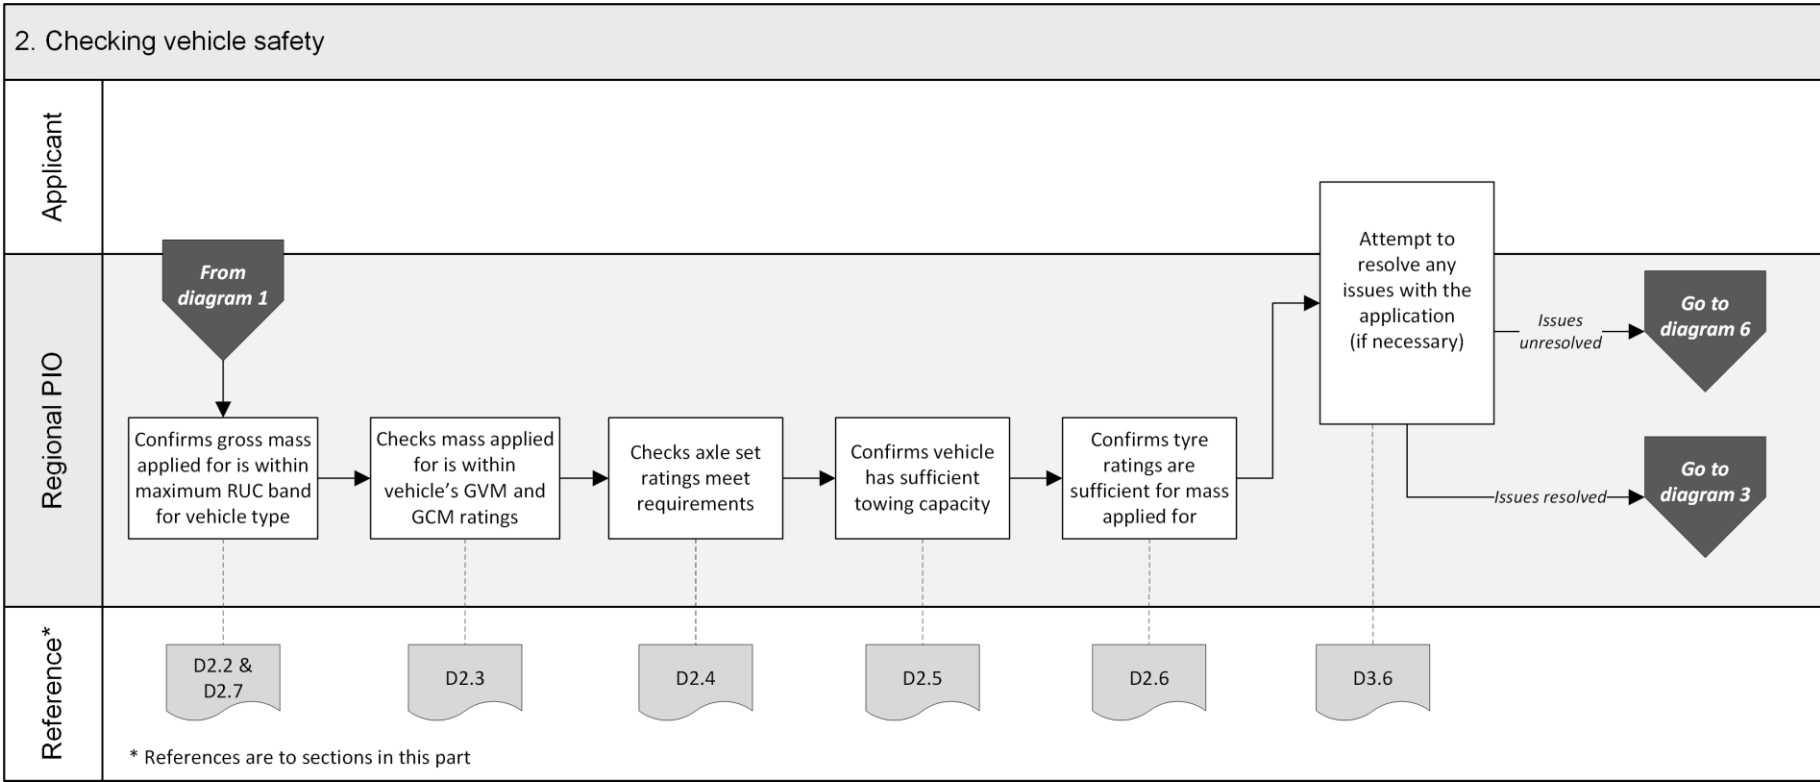 2. Checking vehicle safety
Applicant
From
diagram 1
Attempt to
resolve any
issues with the
application
(if necessary)
Issues
unresolved
Go to
diagram 6
Regional PIO
Confirms gross mass
applied for is within
maximum RUC band
for vehicle type
Checks mass applied
for is within
vehicle’s GVM and
GCM ratings
Checks axle set
ratings meet
requirements
Confirms vehicle
has sufficient
towing capacity
Confirms tyre
ratings are
sufficient for mass
applied for
Issues resolved
Go to
diagram 3
Reference*
D2.2 &
D2.7
D2.3
D2.4
D2.5
D2.6
D3.6
* References are to sections in this part